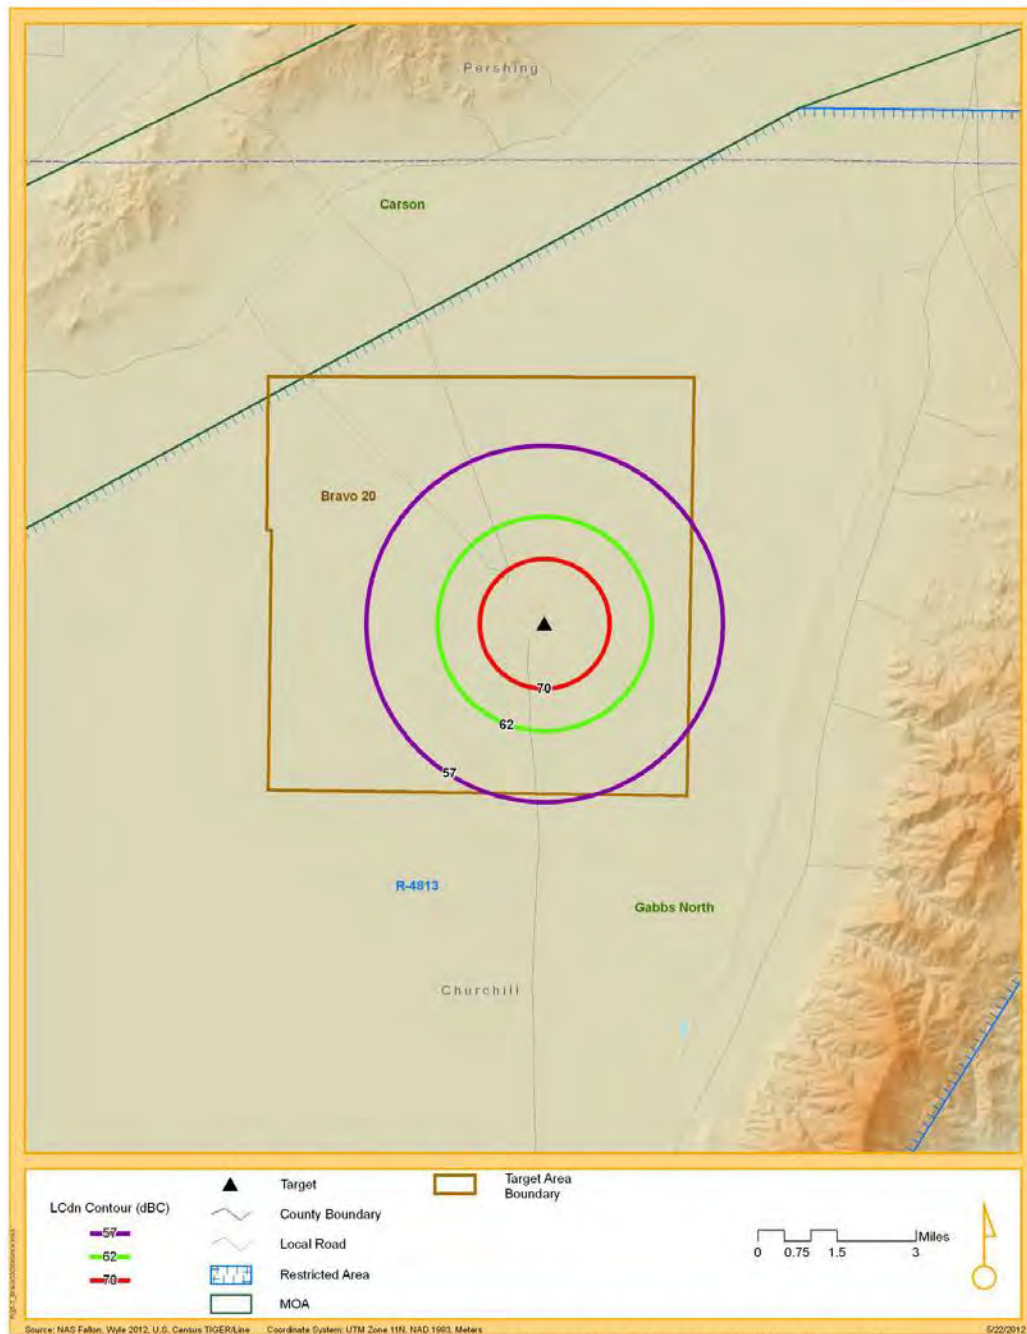 Pershing
Carson
Bravo 20
70
62
57
R-4813
Gabbs North
Churchill
LCdn Contour (dBC)
57
62
70
Target
County Boundary
Local Road
Restricted Area
MOA
Target Area
Boundary
Miles
0 0.75 1.5 3
Source: NAS Fallon, Wyle 2012, U.S. Census TIGER/Line Coordinate System: UTM Zone 11N, NAD 1983, Meters
5/22/2012